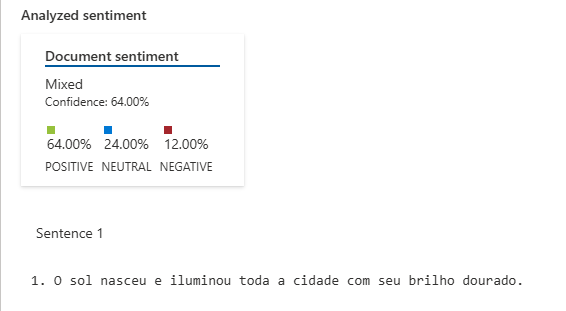 Analyzed sentiment
Document sentiment
Mixed
Confidence: 64.00%
64.00% 24.00% 12.00%
POSITIVE NEUTRAL NEGATIVE
Sentence 1
1. O sol nasceu e iluminou toda a cidade com seu brilho dourado.